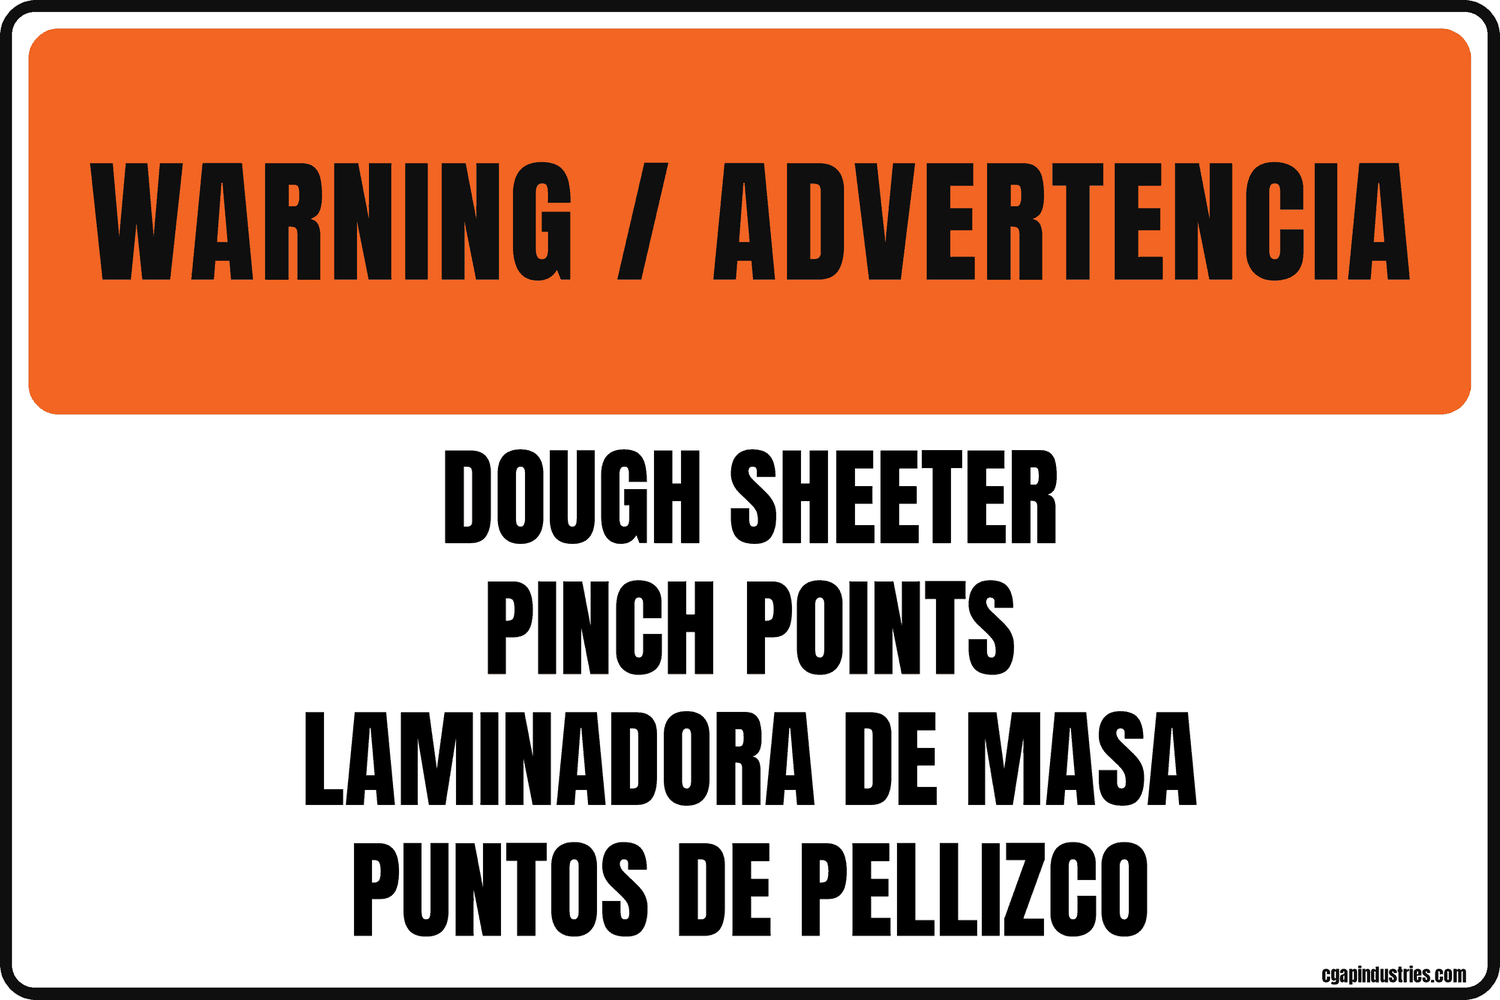 WARNING / ADVERTENCIA
DOUGH SHEETER
PINCH POINTS
LAMINADORA DE MASA
PUNTOS DE PELLIZCO
cgapindustries.com